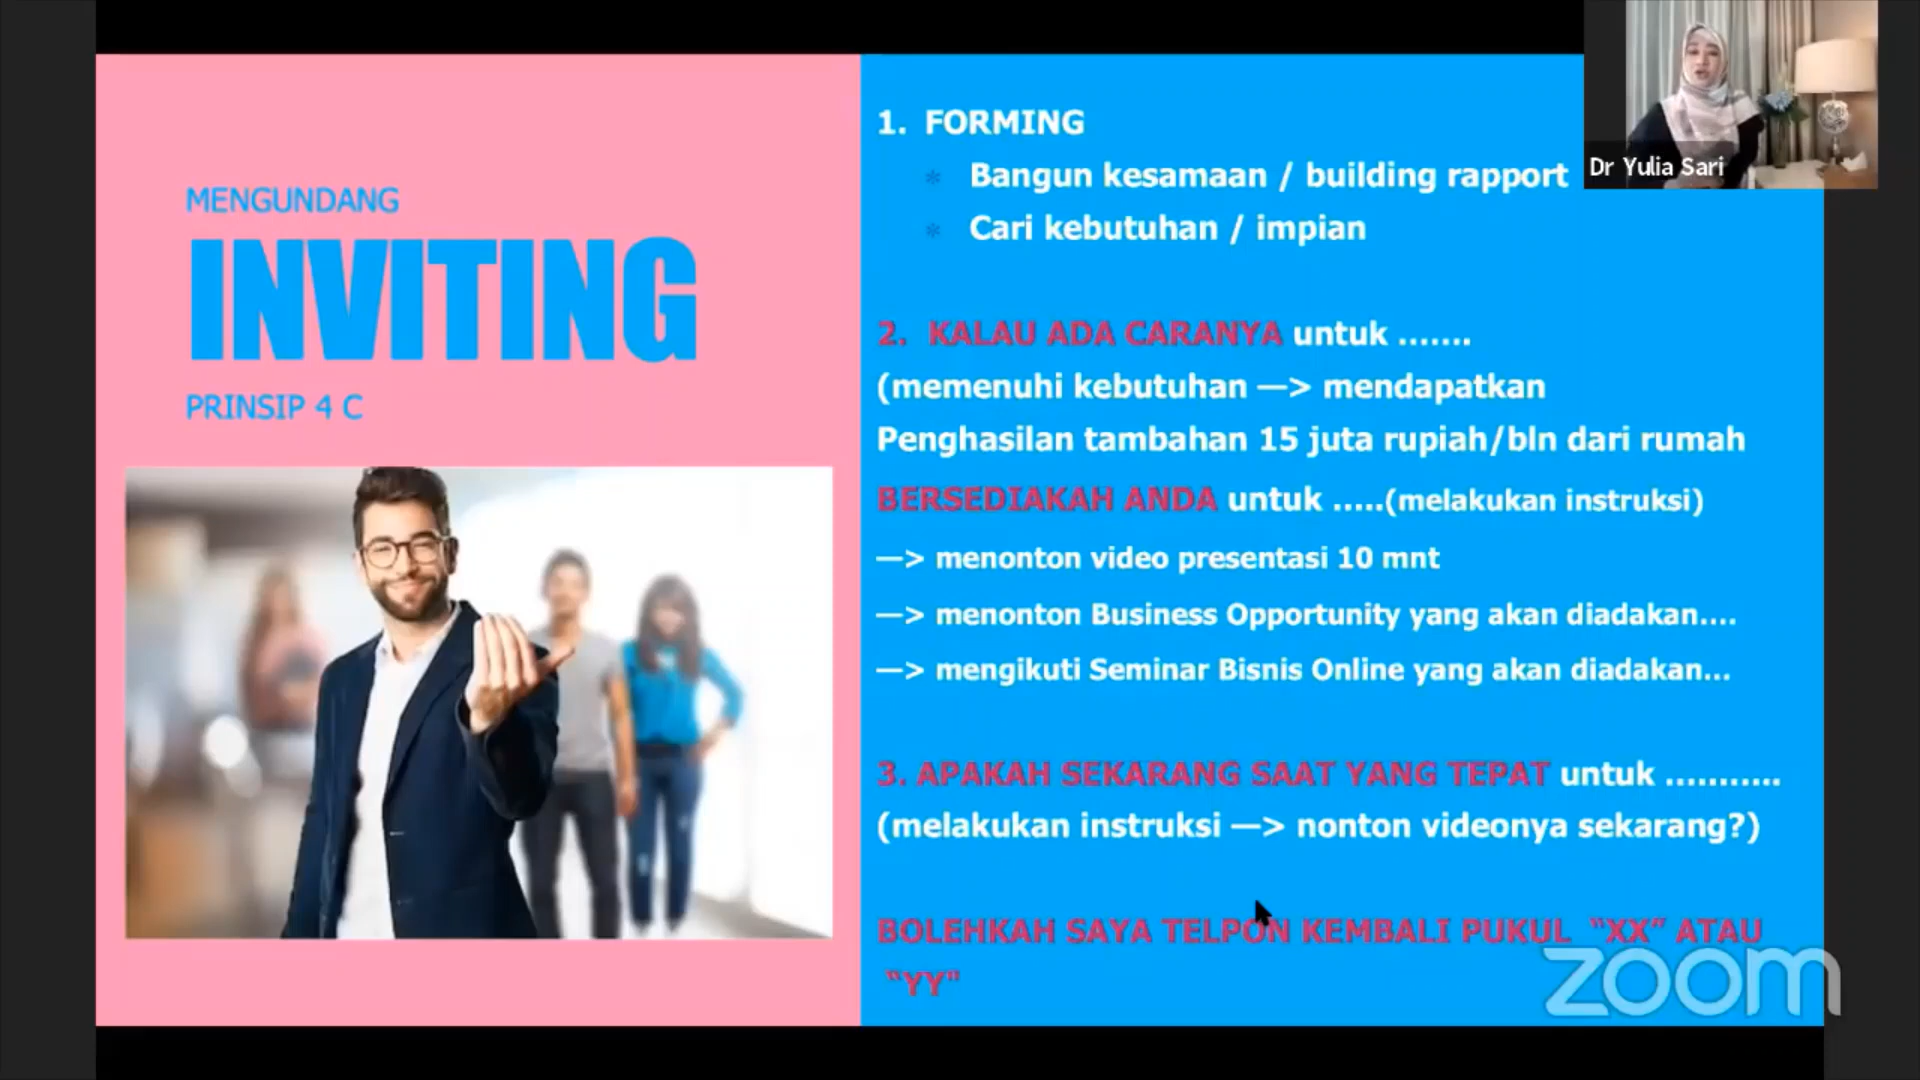 MENGUNDANG
INVITING
PRINSIP 4 C
1. FORMING
* Bangun kesamaan / building rapport
* Cari kebutuhan / impian
2. KALAU ADA CARANYA untuk .......
(memenuhi kebutuhan —> mendapatkan
Penghasilan tambahan 15 juta rupiah/bln dari rumah
BERSEDIAKAH ANDA untuk .....(melakukan instruksi)
—> menonton video presentasi 10 mnt
—> menonton Business Opportunity yang akan diadakan....
—> mengikuti Seminar Bisnis Online yang akan diadakan...
3. APAKAH SEKARANG SAAT YANG TEPAT untuk ...........
(melakukan instruksi —> nonton videonya sekarang?)
BOLEHKAH SAYA TELPON KEMBALI PUKUL "XX" ATAU
"YY"
Dr Yulia Sari
zoom